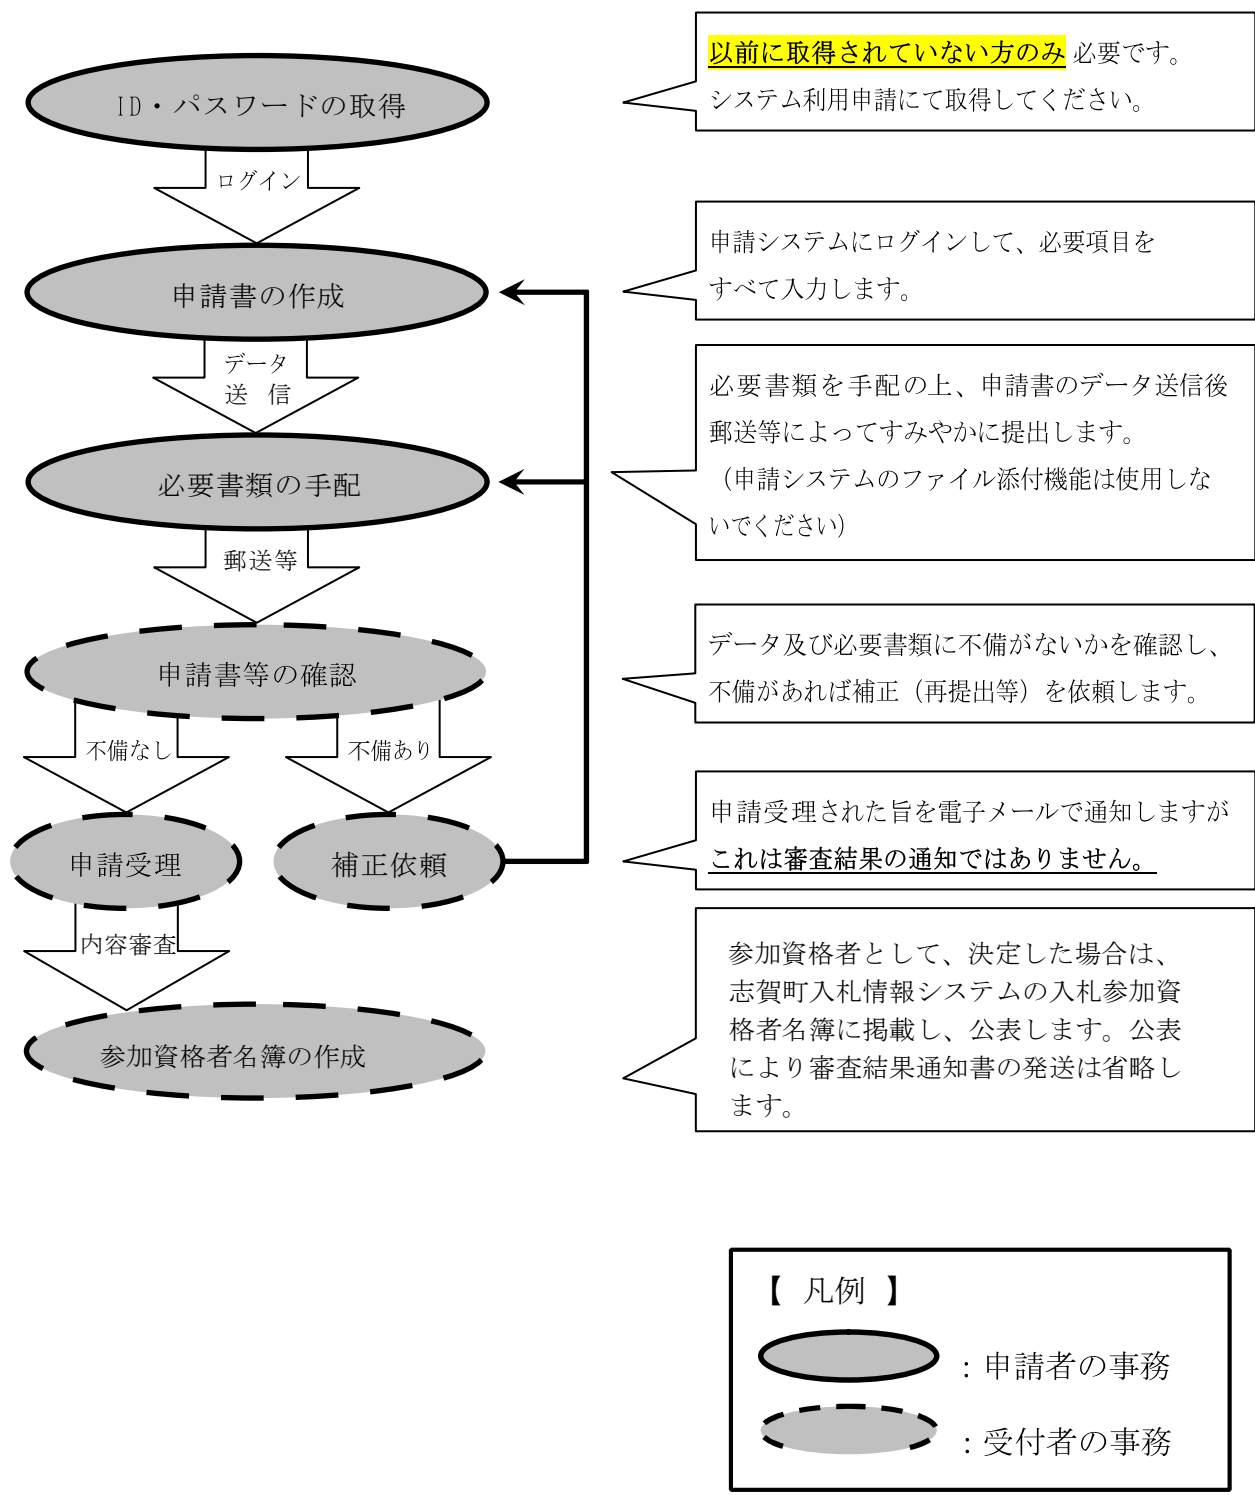 ID・パスワードの取得
以前に取得されていない方のみ 必要です。
システム利用申請にて取得してください。
ログイン
申請書の作成
申請システムにログインして、必要項目を
すべて入力します。
データ
送 信
必要書類の手配
必要書類を手配の上、申請書のデータ送信後
郵送等によってすみやかに提出します。
（申請システムのファイル添付機能は使用しな
いでください）
郵送等
申請書等の確認
データ及び必要書類に不備がないかを確認し、
不備があれば補正（再提出等）を依頼します。
不備なし
不備あり
申請受理
補正依頼
申請受理された旨を電子メールで通知しますが
これは審査結果の通知ではありません。
内容審査
参加資格者名簿の作成
参加資格者として、決定した場合は、
志賀町入札情報システムの入札参加資
格者名簿に掲載し、公表します。公表
により審査結果通知書の発送は省略し
ます。
【 凡例 】
：申請者の事務
：受付者の事務